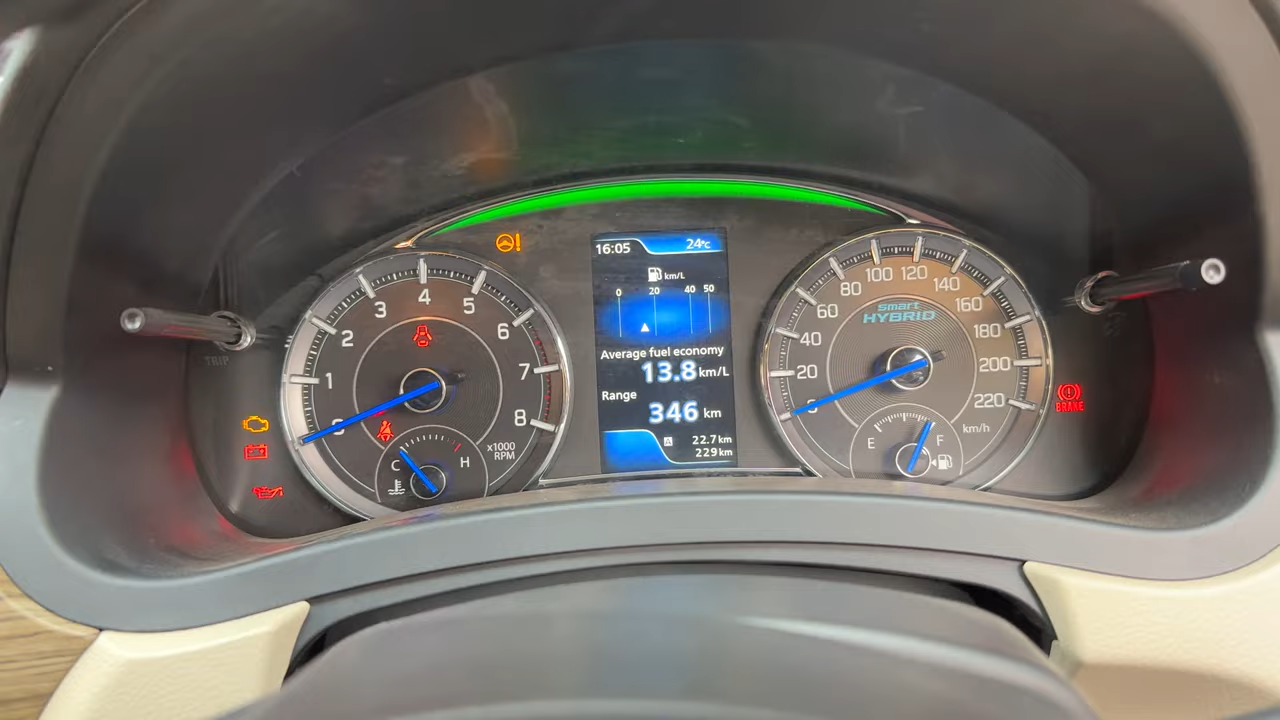 16:05 24°C
km/L
0 20 40 50
Average fuel economy
13.8 km/L
Range
346 km
A 22.7 km
229 km
TRIP
0 1 2 3 4 5 6 7 8
x1000
RPM
C H
0 20 40 60 80 100 120 140 160 180 200 220
smart
HYBRID
km/h
E F
BRAKE